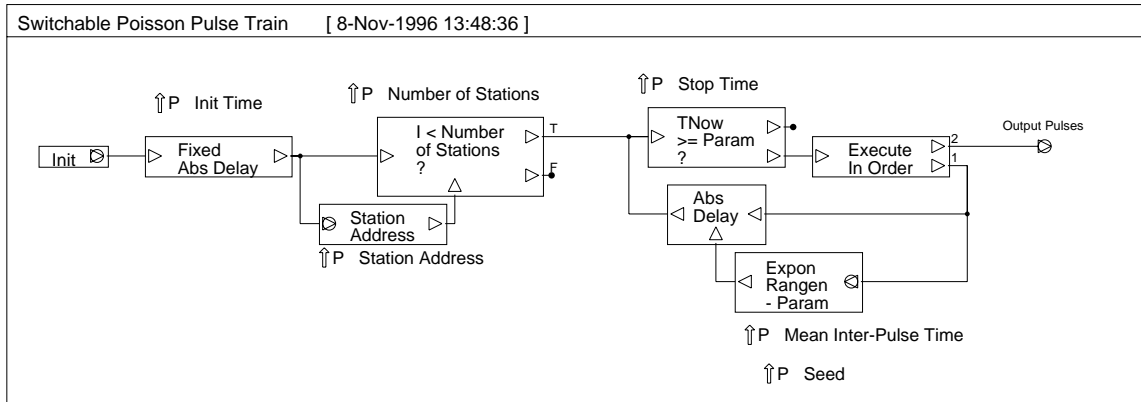 Switchable Poisson Pulse Train [ 8-Nov-1996 13:48:36 ]
⇧P Init Time
⇧P Number of Stations
⇧P Stop Time
Init
Fixed
Abs Delay
I < Number
of Stations
?
T
F
Station
Address
⇧P Station Address
TNow
>= Param
?
Execute
In Order
2
1
Output Pulses
Abs
Delay
Expon
Rangen
- Param
⇧P Mean Inter-Pulse Time
⇧P Seed